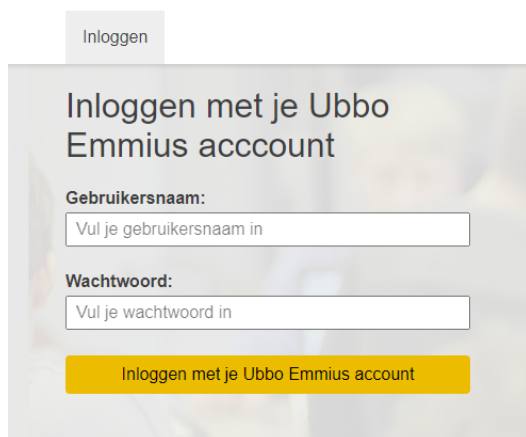 Inloggen
Inloggen met je Ubbo
Emmius acccount
Gebruikersnaam:
Vul je gebruikersnaam in
Wachtwoord:
Vul je wachtwoord in
Inloggen met je Ubbo Emmius account